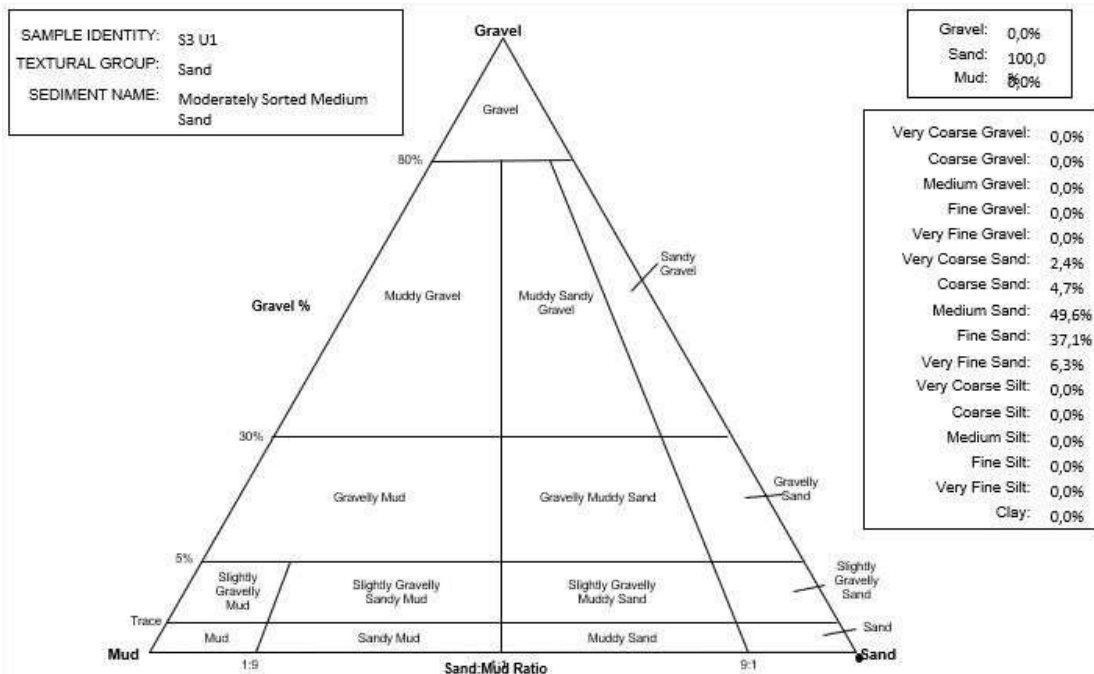 SAMPLE IDENTITY: S3 U1
TEXTURAL GROUP: Sand
SEDIMENT NAME: Moderately Sorted Medium
Sand
Gravel: 0,0%
Sand: 100,0
Mud: 0,0%
Very Coarse Gravel: 0,0%
Coarse Gravel: 0,0%
Medium Gravel: 0,0%
Fine Gravel: 0,0%
Very Fine Gravel: 0,0%
Very Coarse Sand: 2,4%
Coarse Sand: 4,7%
Medium Sand: 49,6%
Fine Sand: 37,1%
Very Fine Sand: 6,3%
Very Coarse Silt: 0,0%
Coarse Silt: 0,0%
Medium Silt: 0,0%
Fine Silt: 0,0%
Very Fine Silt: 0,0%
Clay: 0,0%
Gravel
Gravel
80%
Sandy
Gravel
Gravel %
Muddy Gravel
Muddy Sandy
Gravel
30%
Gravelly Mud
Gravelly Muddy Sand
Gravelly
Sand
5%
Slightly
Gravelly
Mud
Slightly Gravelly
Sandy Mud
Slightly Gravelly
Muddy Sand
Slightly
Gravelly
Sand
Trace
Mud
Sandy Mud
Muddy Sand
Sand
Mud
Sand
1:9
Sand:Mud Ratio
9:1